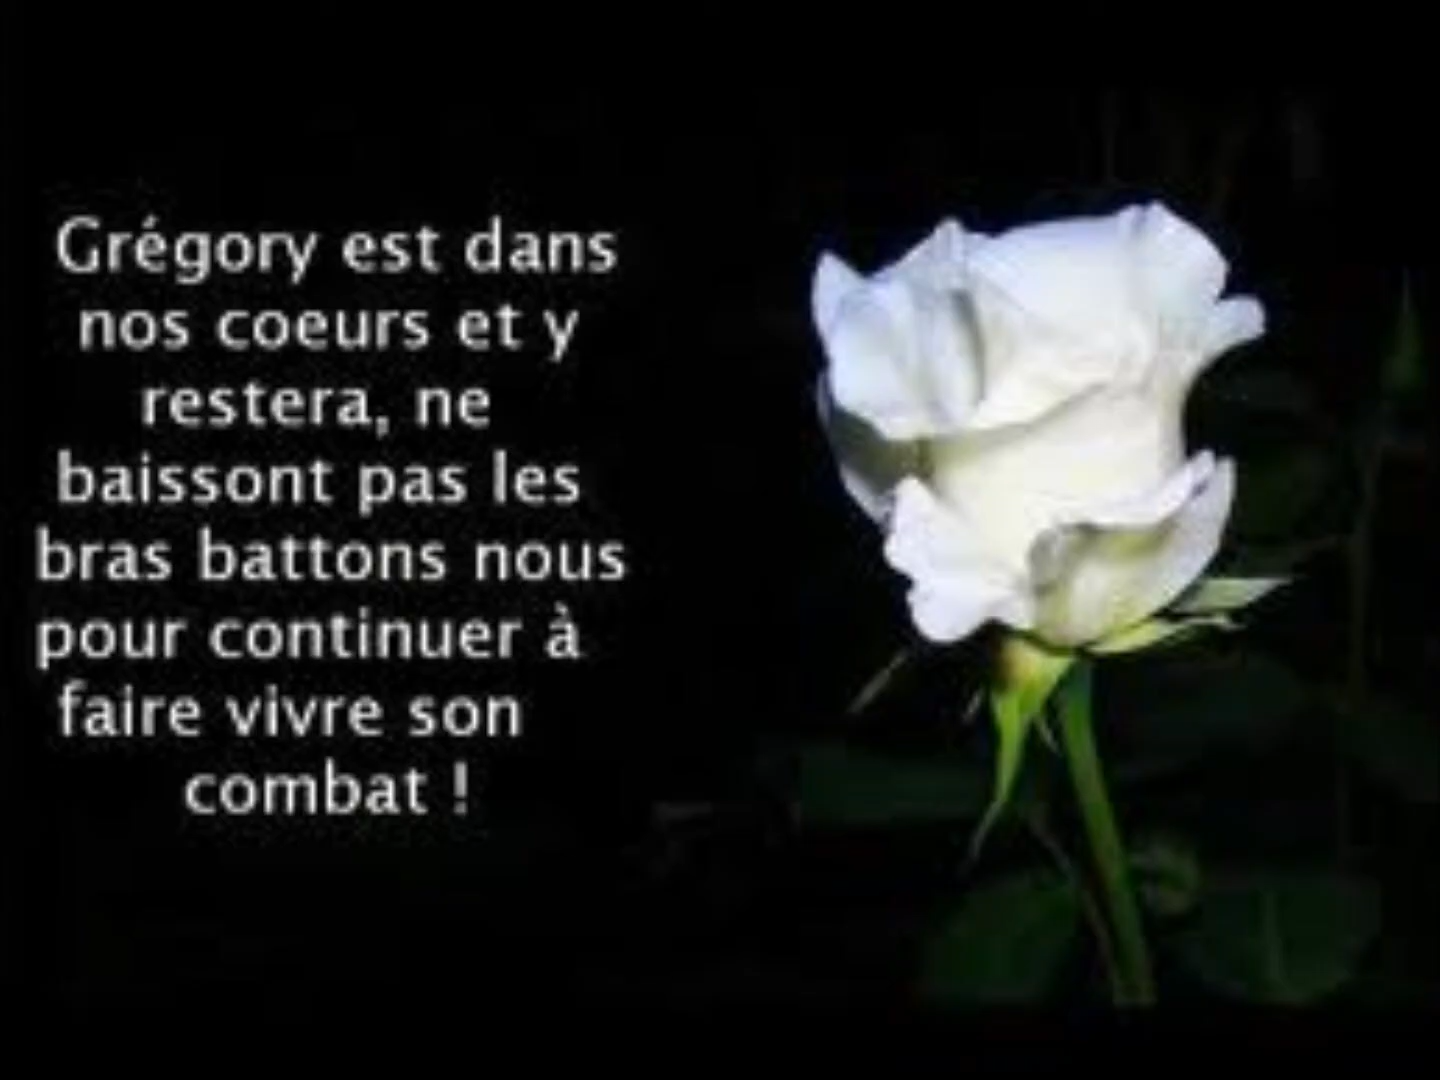 Grégory est dans
nos coeurs et y
restera, ne
baissont pas les
bras battons nous
pour continuer à
faire vivre son
combat !